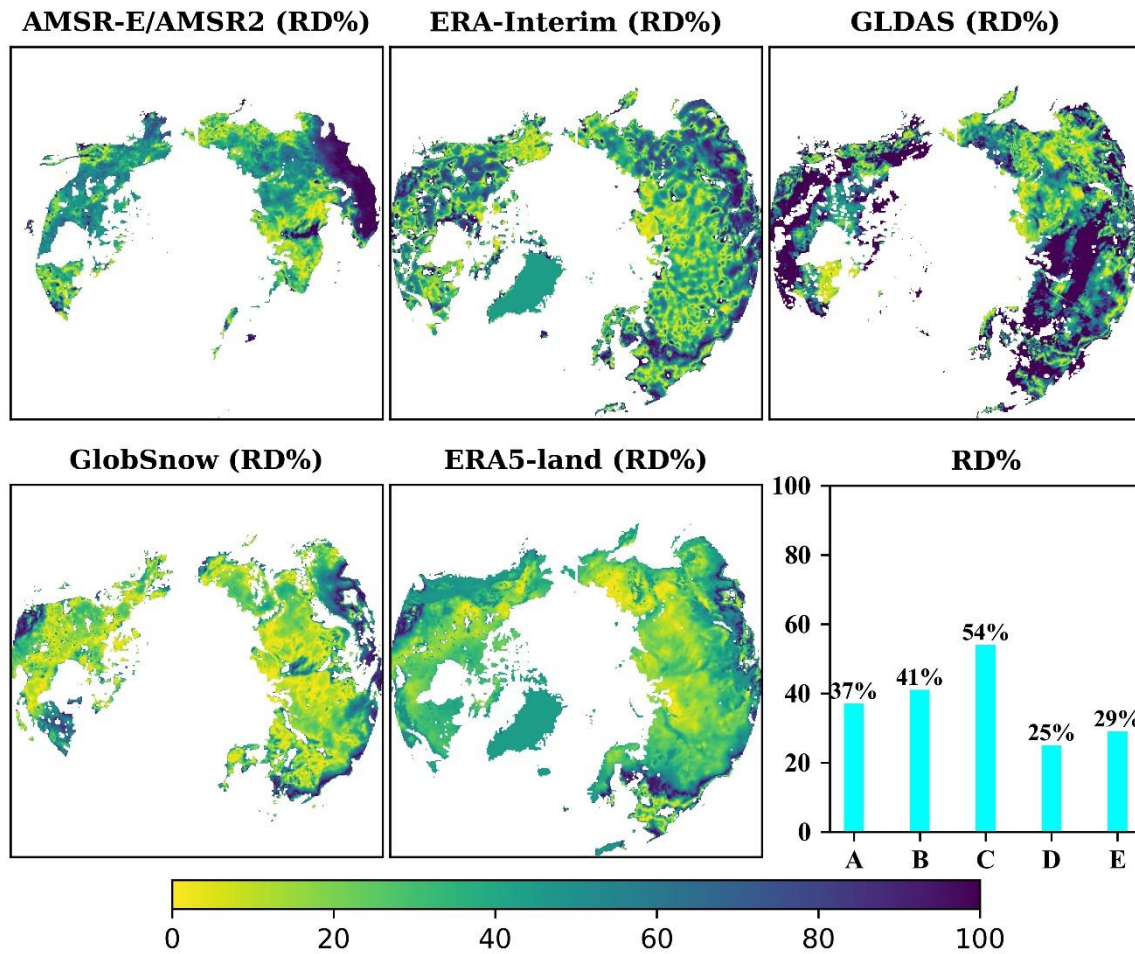 AMSR-E/AMSR2 (RD%)
ERA-Interim (RD%)
GLDAS (RD%)
GlobSnow (RD%)
ERA5-land (RD%)
RD%
100
80
60
40
20
0
37%
41%
54%
25%
29%
A B C D E
0 20 40 60 80 100